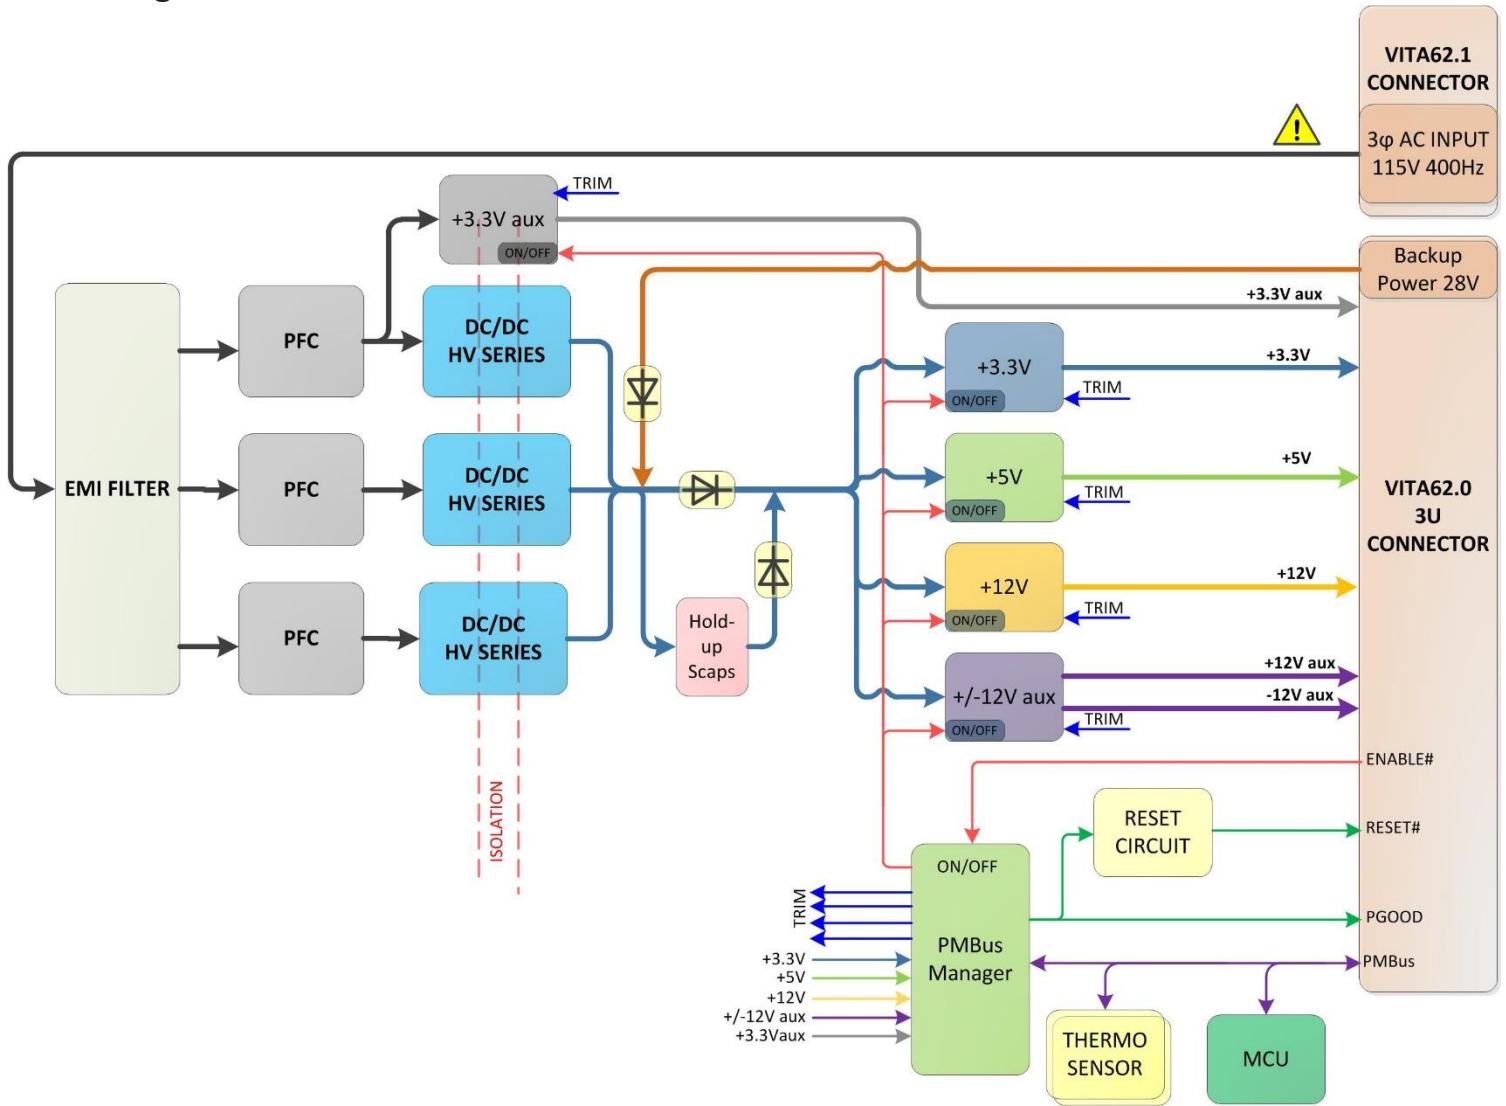 VITA62.1
CONNECTOR
3φ AC INPUT
115V 400Hz
TRIM
+3.3V aux
ON/OFF
Backup
Power 28V
+3.3V aux
EMI FILTER
PFC
DC/DC
HV SERIES
+3.3V
ON/OFF
TRIM
+3.3V
PFC
DC/DC
HV SERIES
+5V
ON/OFF
TRIM
+5V
VITA62.0
3U
CONNECTOR
+12V
ON/OFF
TRIM
+12V
PFC
DC/DC
HV SERIES
Hold-
up
Scaps
+/-12V aux
ON/OFF
TRIM
+12V aux
-12V aux
ISOLATION
ENABLE#
RESET
CIRCUIT
RESET#
ON/OFF
PGOOD
TRIM
PMBus
Manager
PMBus
+3.3V
+5V
+12V
+/-12V aux
+3.3Vaux
THERMO
SENSOR
MCU